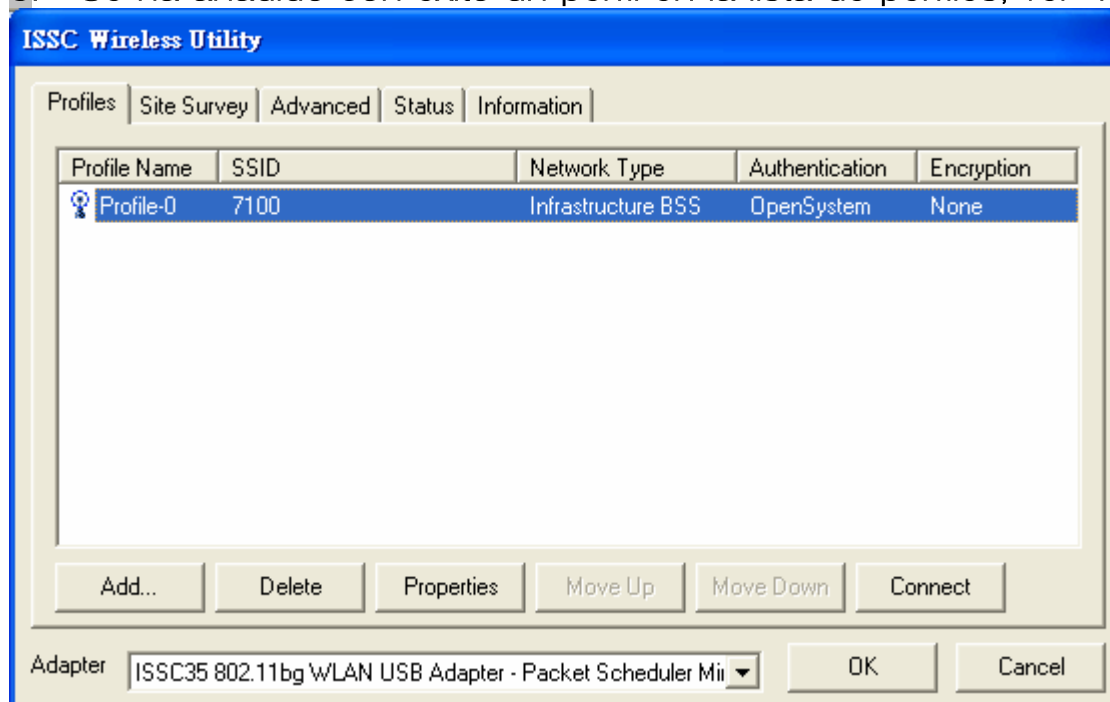 ISSC Wireless Utility
Profiles Site Survey Advanced Status Information
Profile Name SSID Network Type Authentication Encryption
Profile-0 7100 Infrastructure BSS OpenSystem None
Add... Delete Properties Move Up Move Down Connect
Adapter ISSC35 802.11bg WLAN USB Adapter - Packet Scheduler OK Cancel